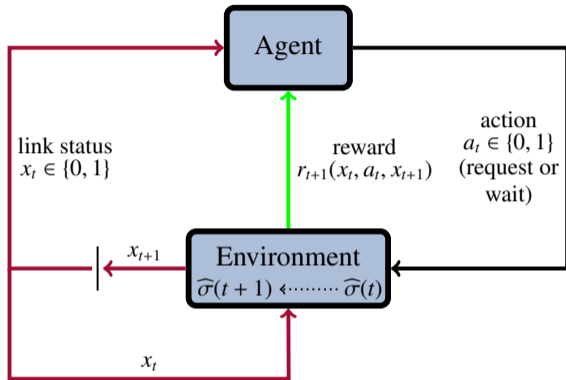 Agent
link status
x_t ∈ {0, 1}
reward
r_{t+1}(x_t, a_t, x_{t+1})
action
a_t ∈ {0, 1}
(request or
wait)
x_{t+1}
Environment
σ̂(t + 1) ⇠ σ̂(t)
x_t